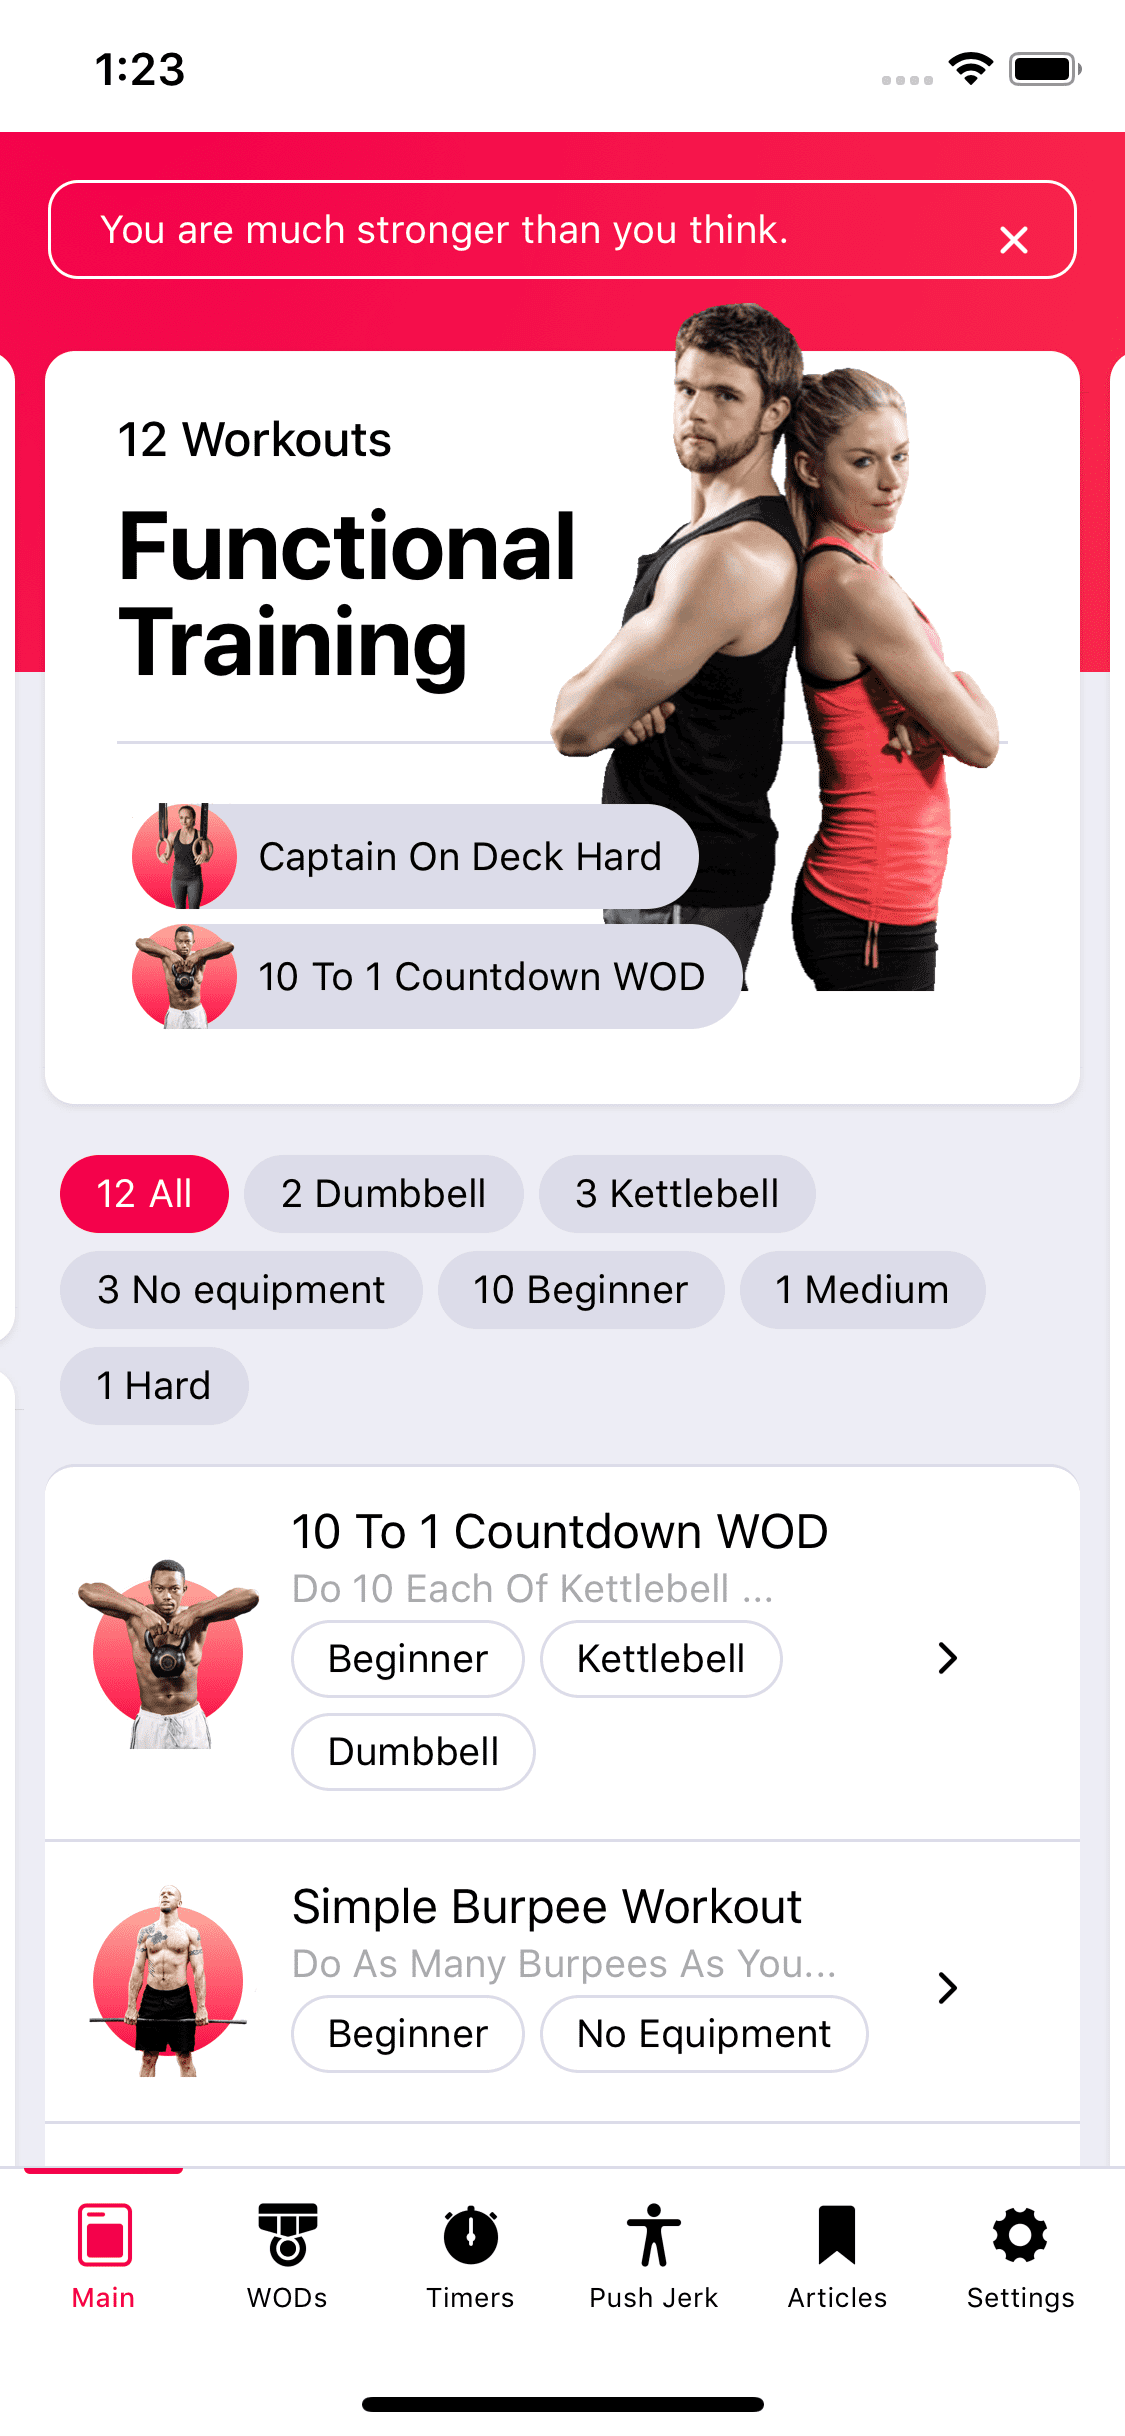 1:23
You are much stronger than you think.
12 Workouts
Functional
Training
Captain On Deck Hard
10 To 1 Countdown WOD
12 All
2 Dumbbell
3 Kettlebell
3 No equipment
10 Beginner
1 Medium
1 Hard
10 To 1 Countdown WOD
Do 10 Each Of Kettlebell ...
Beginner
Kettlebell
Dumbbell
Simple Burpee Workout
Do As Many Burpees As You...
Beginner
No Equipment
Main
WODs
Timers
Push Jerk
Articles
Settings